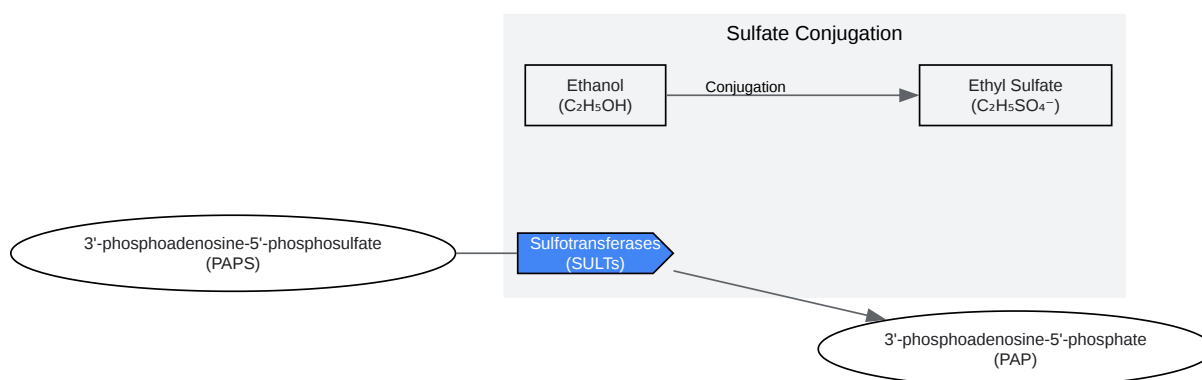 Sulfate Conjugation
Ethanol
(C₂H₅OH)
Conjugation
Ethyl Sulfate
(C₂H₅SO₄⁻)
3'-phosphoadenosine-5'-phosphosulfate
(PAPS)
Sulfotransferases
(SULTs)
3'-phosphoadenosine-5'-phosphate
(PAP)